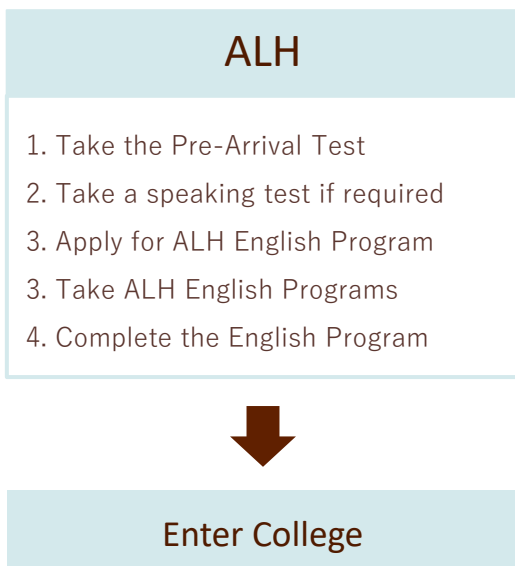 ALH
1. Take the Pre-Arrival Test
2. Take a speaking test if required
3. Apply for ALH English Program
3. Take ALH English Programs
4. Complete the English Program
Enter College